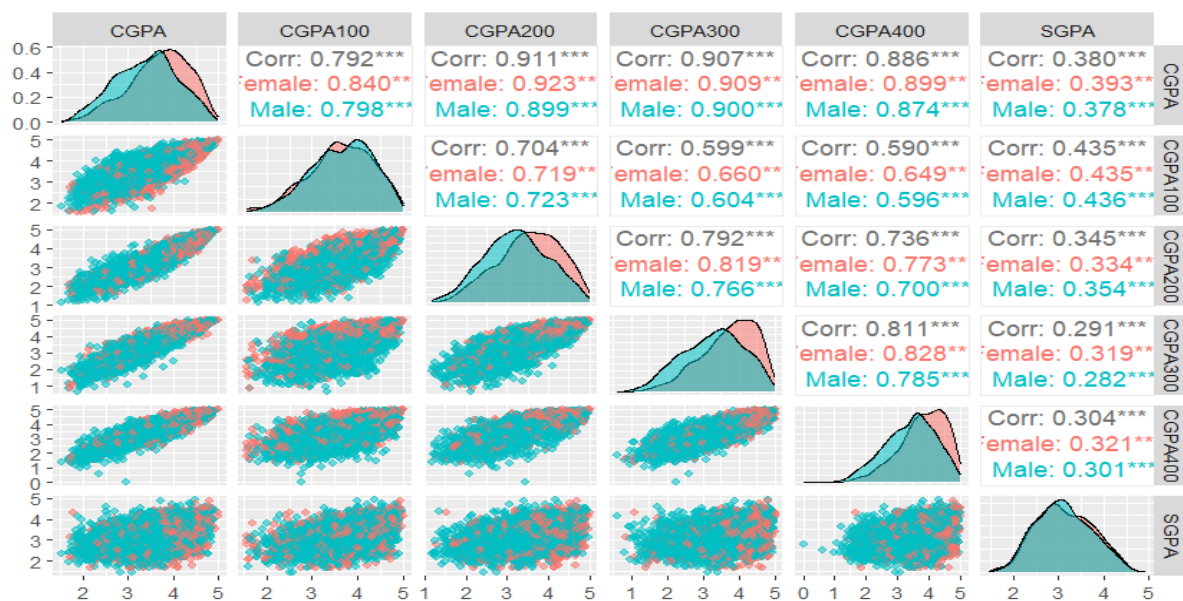 CGPA CGPA100 CGPA200 CGPA300 CGPA400 SGPA
0.6
0.4
0.2
0.0
Corr: 0.792*** Corr: 0.911*** Corr: 0.907*** Corr: 0.886*** Corr: 0.380***
emale: 0.840** emale: 0.923** emale: 0.909** emale: 0.899** emale: 0.393**
Male: 0.798*** Male: 0.899*** Male: 0.900*** Male: 0.874*** Male: 0.378***
CGPA
5
4
3
2
Corr: 0.704*** Corr: 0.599*** Corr: 0.590*** Corr: 0.435***
emale: 0.719** emale: 0.660** emale: 0.649** emale: 0.435**
Male: 0.723*** Male: 0.604*** Male: 0.596*** Male: 0.436***
CGPA100
5
4
3
2
1
Corr: 0.792*** Corr: 0.736*** Corr: 0.345***
emale: 0.819** emale: 0.773** emale: 0.334**
Male: 0.766*** Male: 0.700*** Male: 0.354***
CGPA200
5
4
3
2
1
Corr: 0.811*** Corr: 0.291***
emale: 0.828** emale: 0.319**
Male: 0.785*** Male: 0.282***
CGPA300
5
4
3
2
1
0
Corr: 0.304***
emale: 0.321**
Male: 0.301***
CGPA400
5
4
3
2
SGPA
2 3 4 5 2 3 4 5 1 2 3 4 5 1 2 3 4 5 0 1 2 3 4 5 2 3 4 5